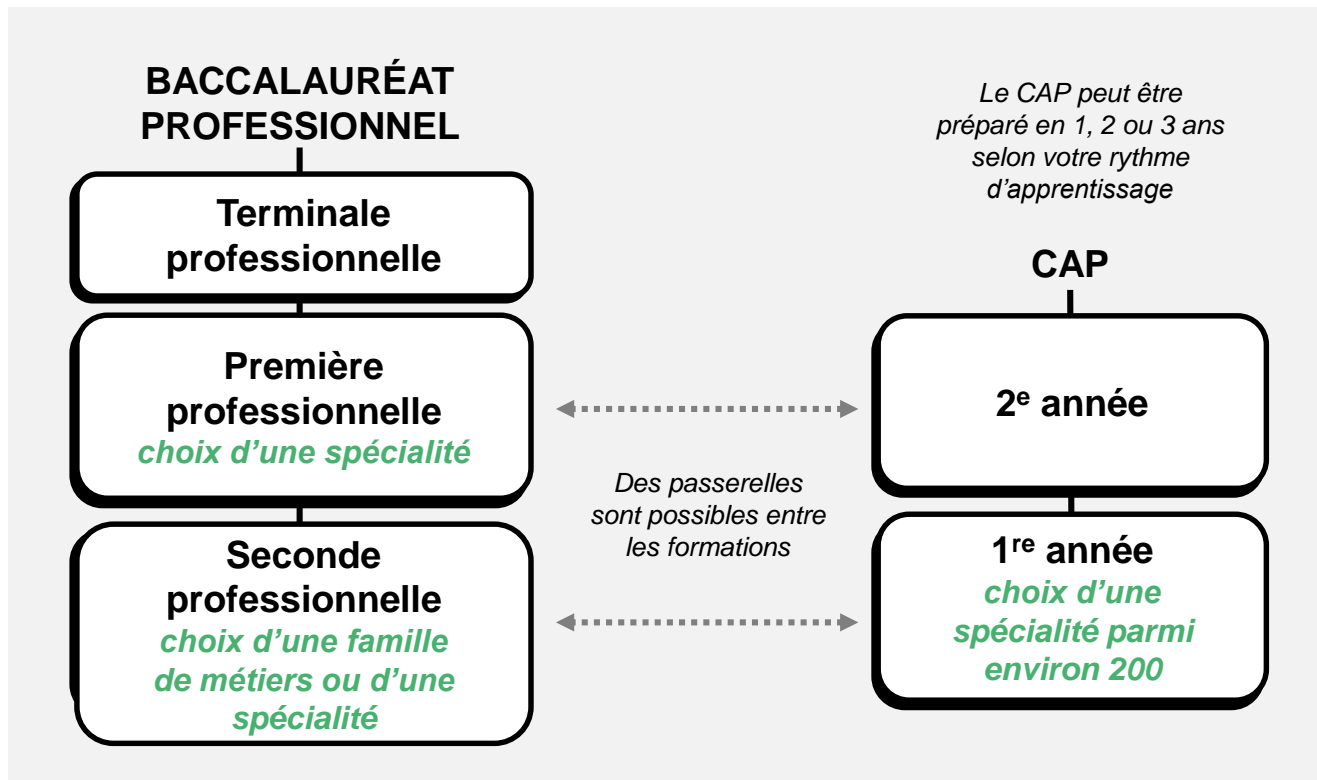 BACCALAURÉAT
PROFESSIONNEL
Terminale
professionnelle
Première
professionnelle
choix d’une spécialité
Seconde
professionnelle
choix d’une famille
de métiers ou d’une
spécialité
Des passerelles
sont possibles entre
les formations
Le CAP peut être
préparé en 1, 2 ou 3 ans
selon votre rythme
d’apprentissage
CAP
2e année
1re année
choix d’une
spécialité parmi
environ 200